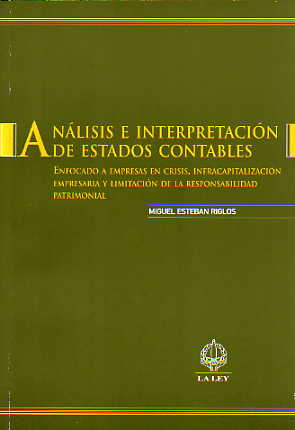 ANÁLISIS E INTERPRETACIÓN
DE ESTADOS CONTABLES
ENFOCADO A EMPRESAS EN CRISIS, INFRACAPITALIZACIÓN
EMPRESARIA Y LIMITACIÓN DE LA RESPONSABILIDAD
PATRIMONIAL
MIGUEL ESTEBAN RIGLOS
LA LEY